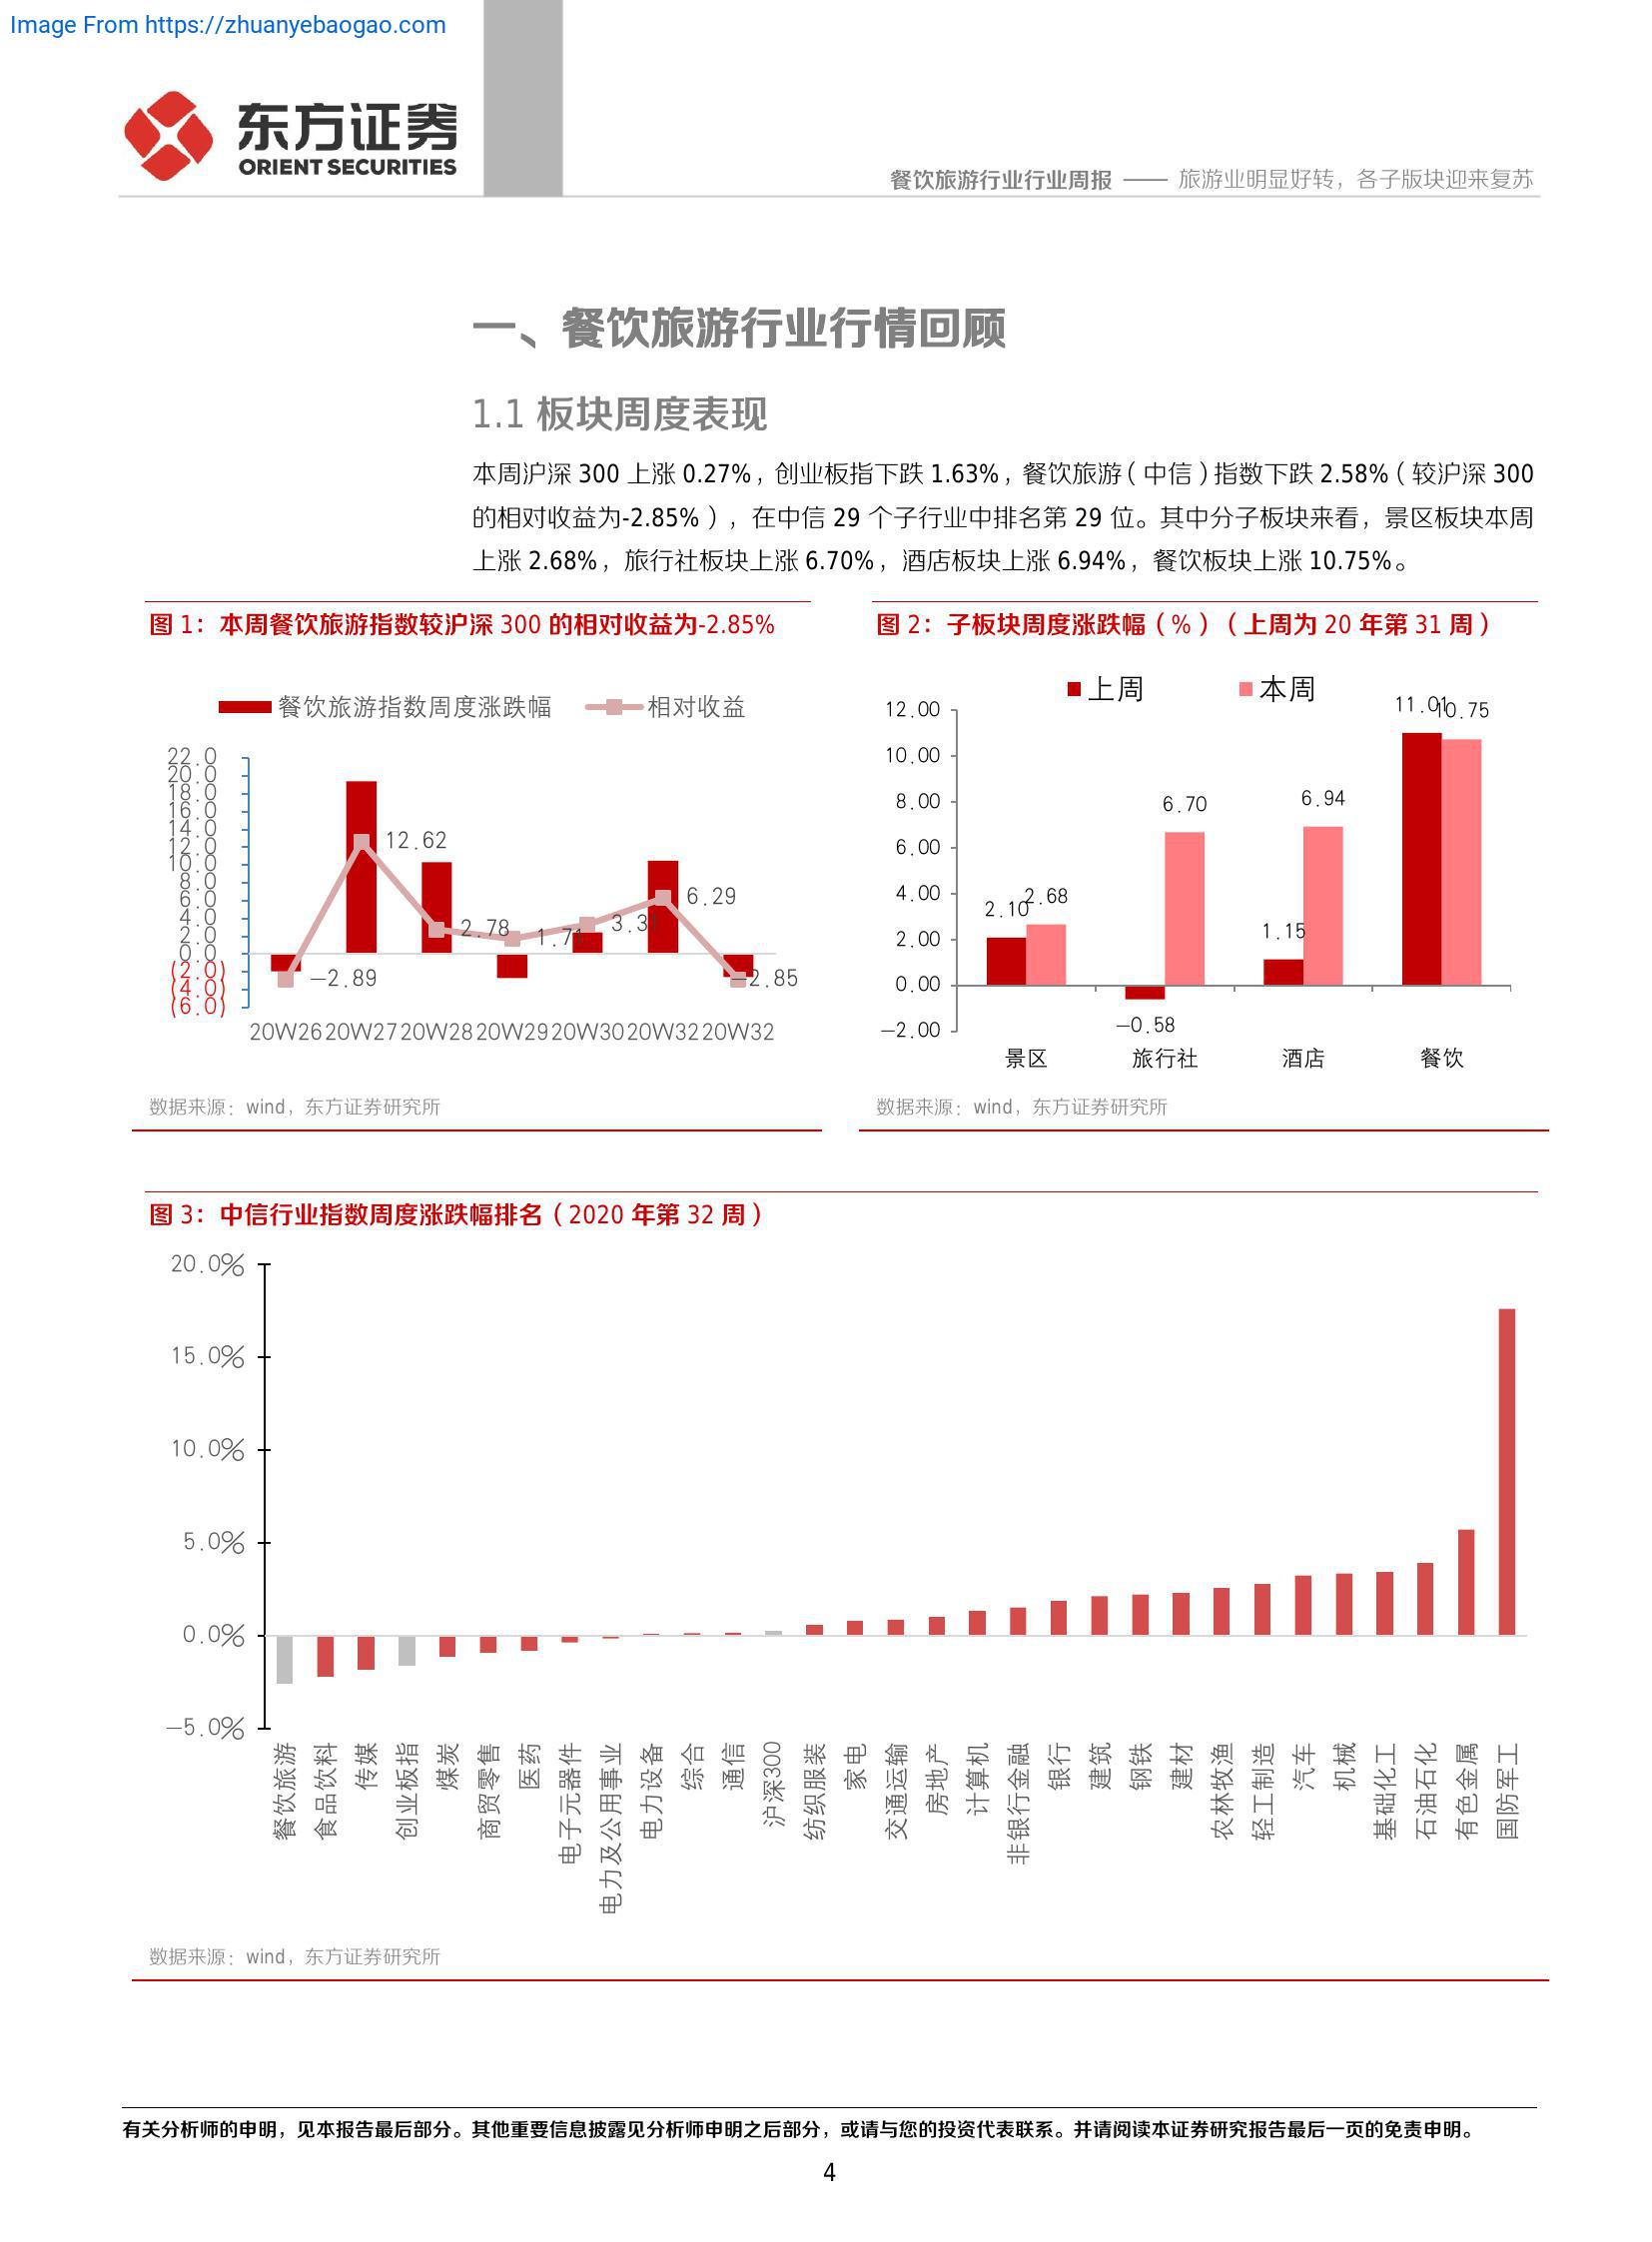 Image From https://zhuanyebaogao.com
东方证券
ORIENT SECURITIES
餐饮旅游行业行业周报 —— 旅游业明显好转，各子版块迎来复苏
一、餐饮旅游行业行情回顾
1.1 板块周度表现
本周沪深 300 上涨 0.27%，创业板指下跌 1.63%，餐饮旅游（中信）指数下跌 2.58%（较沪深 300
的相对收益为-2.85%），在中信 29 个子行业中排名第 29 位。其中分子板块来看，景区板块本周
上涨 2.68%，旅行社板块上涨 6.70%，酒店板块上涨 6.94%，餐饮板块上涨 10.75%。
图 1：本周餐饮旅游指数较沪深 300 的相对收益为-2.85%
餐饮旅游指数周度涨跌幅 相对收益
22.0
20.0
18.0
16.0
14.0
12.0
10.0
8.0
6.0
4.0
2.0
0.0
(2.0)
(4.0)
(6.0)
-2.89
12.62
2.78
1.71
3.31
6.29
-2.85
20W26 20W27 20W28 20W29 20W30 20W32 20W32
数据来源：wind，东方证券研究所
图 2：子板块周度涨跌幅（%）（上周为 20 年第 31 周）
上周 本周
12.00
10.00
8.00
6.00
4.00
2.00
0.00
-2.00
2.10 2.68
-0.58 6.70
1.15 6.94
11.01 10.75
景区 旅行社 酒店 餐饮
数据来源：wind，东方证券研究所
图 3：中信行业指数周度涨跌幅排名（2020 年第 32 周）
20.0%
15.0%
10.0%
5.0%
0.0%
-5.0%
餐饮旅游
食品饮料
传媒
创业板指
煤炭
商贸零售
医药
电子元器件
电力及公用事业
电力设备
综合
通信
沪深300
纺织服装
家电
交通运输
房地产
计算机
非银行金融
银行
建筑
钢铁
建材
农林牧渔
轻工制造
汽车
机械
基础化工
石油石化
有色金属
国防军工
数据来源：wind，东方证券研究所
有关分析师的申明，见本报告最后部分。其他重要信息披露见分析师申明之后部分，或请与您的投资代表联系。并请阅读本证券研究报告最后一页的免责申明。
4